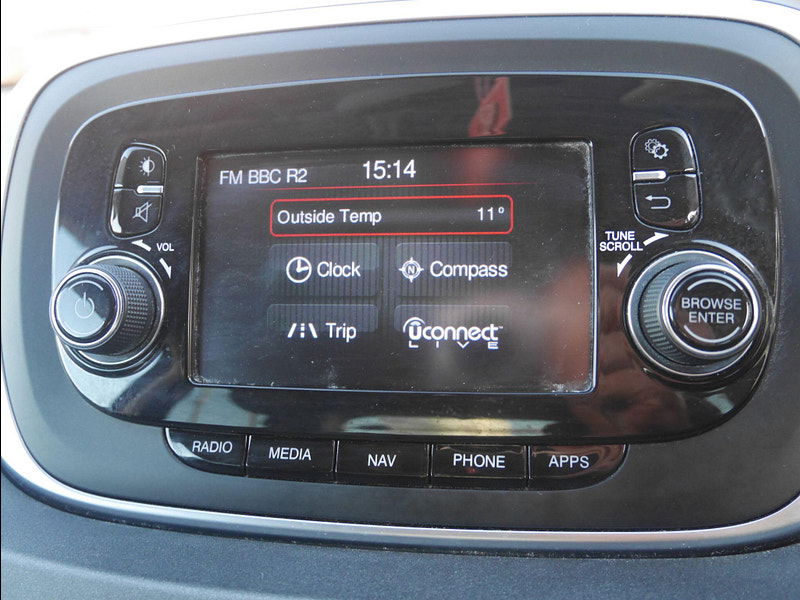 FM BBC R2 15:14
Outside Temp 11°
Clock
N Compass
Trip
uconnect™
LIVE
VOL
TUNE
SCROLL
BROWSE
ENTER
RADIO
MEDIA
NAV
PHONE
APPS